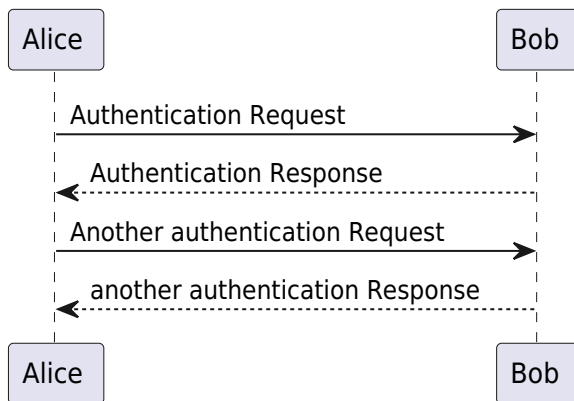 Alice
Bob
Authentication Request
Authentication Response
Another authentication Request
another authentication Response
Alice
Bob